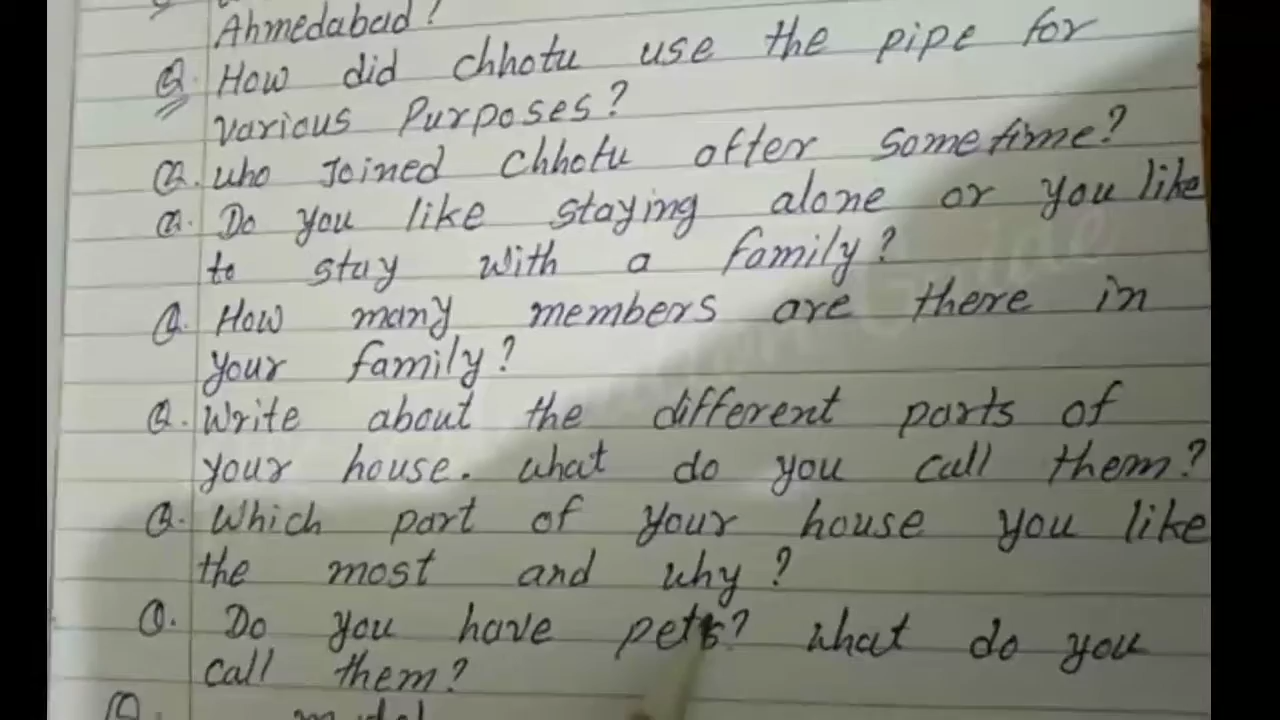 Ahmedabad?
Q. How did chhotu use the pipe for
various Purposes?
Q. who Joined Chhotu after sometime?
Q. Do you like staying alone or you like
to stay with a family?
Q. How many members are there in
your family?
Q. Write about the different parts of
your house. what do you call them?
Q. Which part of your house you like
the most and why?
Q. Do you have pets? what do you
call them?
Q.